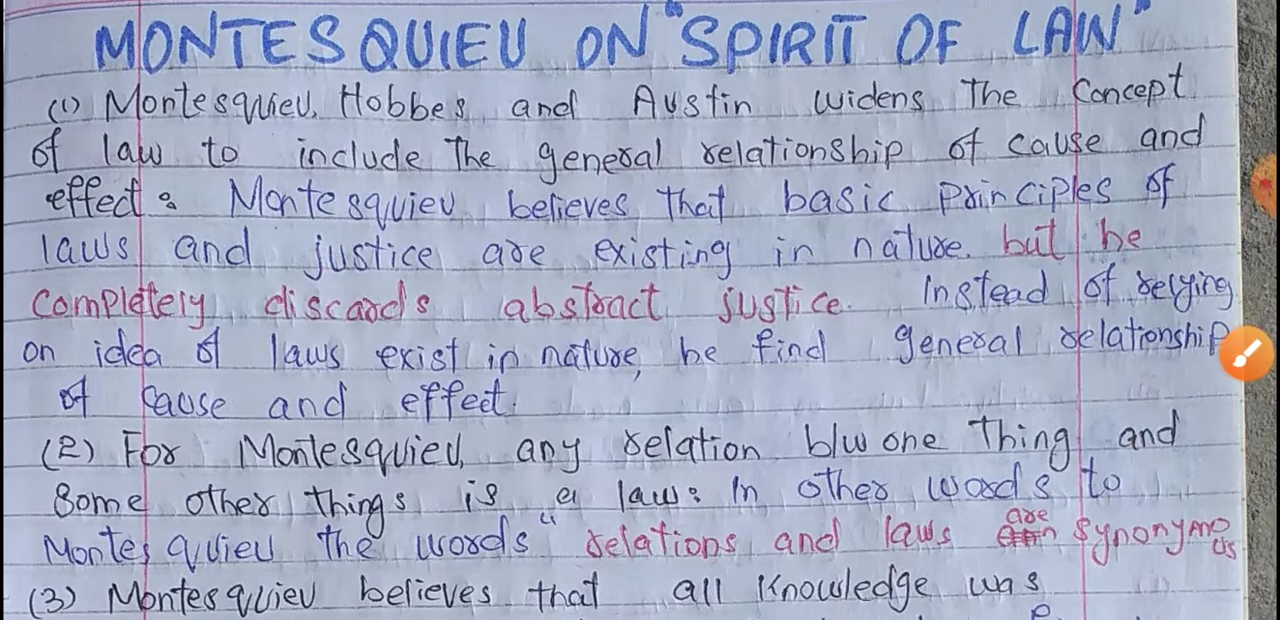 MONTESQUIEU ON "SPIRIT OF LAW"
(1) Montesquieu, Hobbes and Austin widens the Concept
of law to include the general relationship of cause and
effect. Montesquieu believes that basic principles of
laws and justice are existing in nature. but he
completely discards abstract justice. Instead of relying
on idea of laws exist in nature, he find general relationship
of cause and effect.
(2) For Montesquieu, any relation b/w one thing and
some other things is a law. In other words to
Montesquieu the words "relations and laws are synonymous
(3) Montesquieu believes that all knowledge was